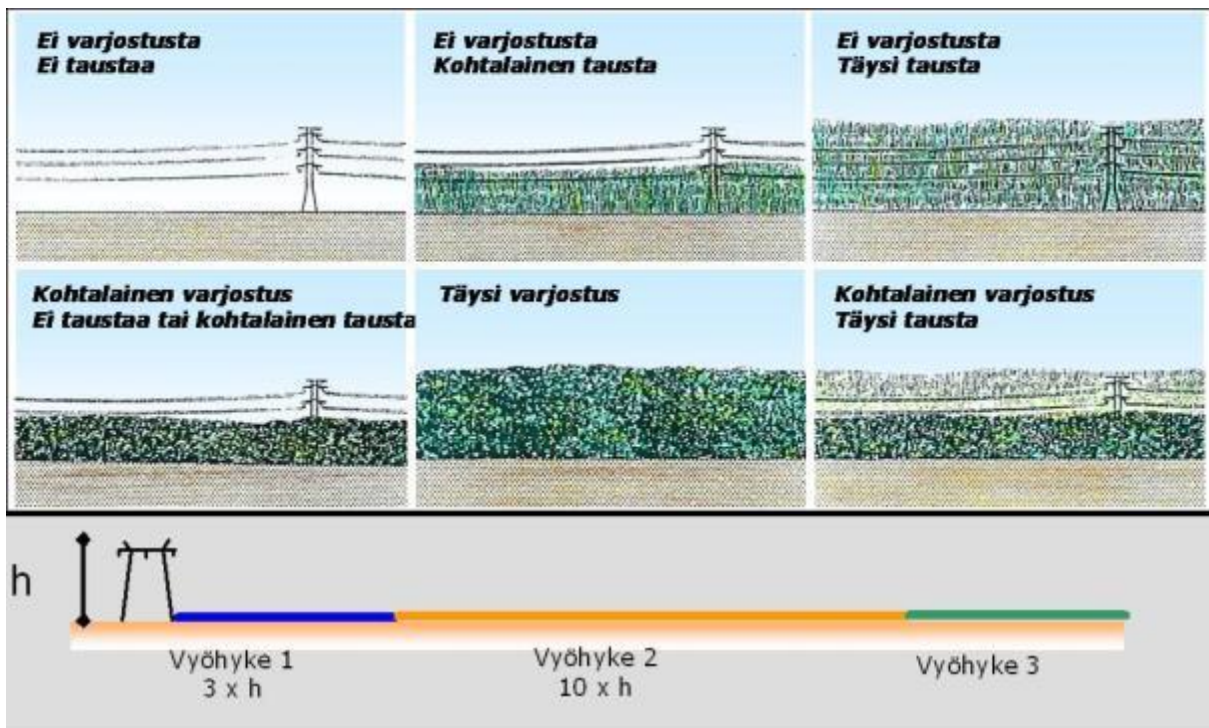 Ei varjostusta
Ei taustaa
Ei varjostusta
Kohtalainen tausta
Ei varjostusta
Täysi tausta
Kohtalainen varjostus
Ei taustaa tai kohtalainen tausta
Täysi varjostus
Kohtalainen varjostus
Täysi tausta
h
Vyöhyke 1
3 x h
Vyöhyke 2
10 x h
Vyöhyke 3